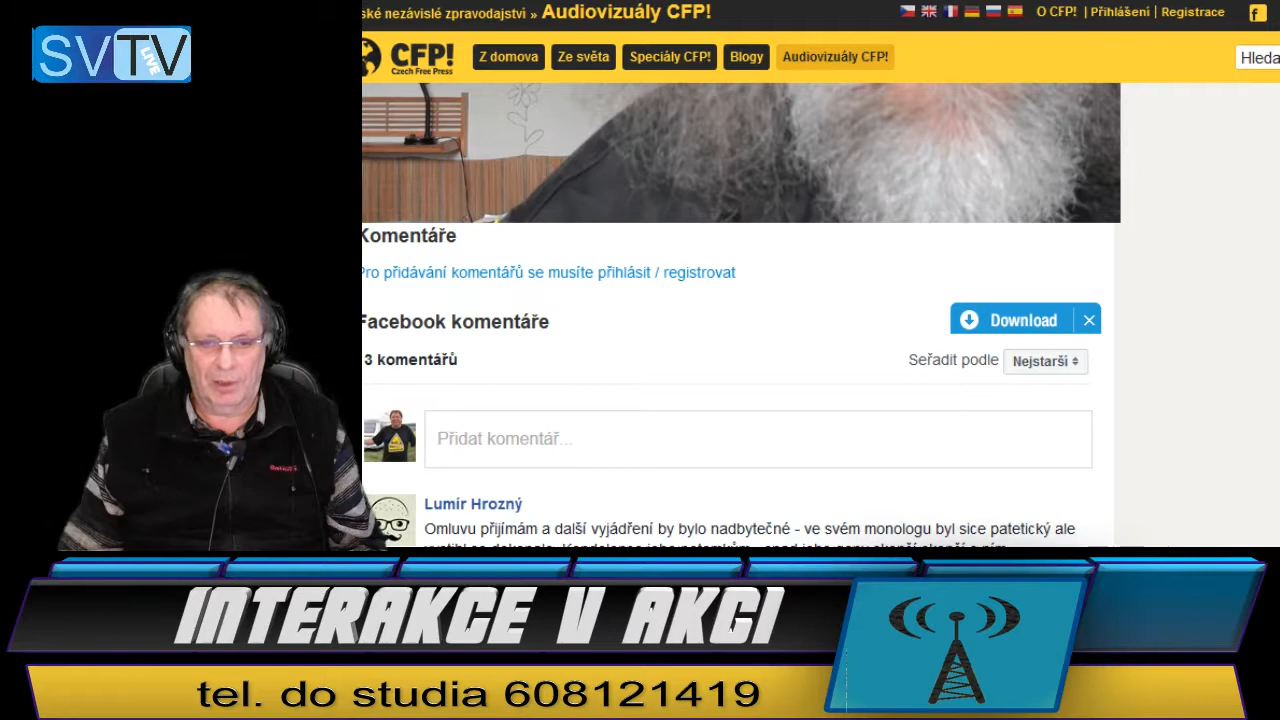 SVTV
LIVE
ské nezávislé zpravodajství » Audiovizuály CFP!
O CFP! | Přihlášení | Registrace
CFP!
Czech Free Press
Z domova
Ze světa
Speciály CFP!
Blogy
Audiovizuály CFP!
Hleda
Komentáře
Pro přidávání komentářů se musíte přihlásit / registrovat
Facebook komentáře
Download
3 komentářů
Seřadit podle Nejstarší
Přidat komentář...
Lumír Hrozný
Omluvu přijímám a další vyjádření by bylo nadbytečné - ve svém monologu byl sice patetický ale
INTERAKCE V AKCI
tel. do studia 608121419